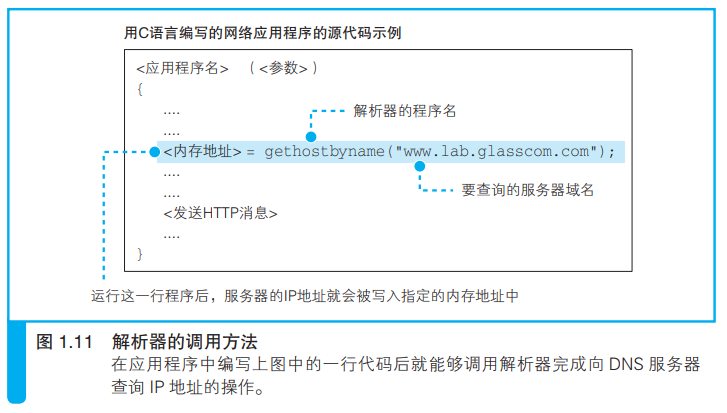 用C语言编写的网络应用程序的源代码示例
<应用程序名> (<参数>)
{
....
解析器的程序名
....
<内存地址> = gethostbyname("www.lab.glasscom.com");
....
要查询的服务器域名
....
<发送HTTP消息>
....
}
运行这一行程序后，服务器的IP地址就会被写入指定的内存地址中
图 1.11 解析器的调用方法
在应用程序中编写上图中的一行代码后就能够调用解析器完成向 DNS 服务器
查询 IP 地址的操作。